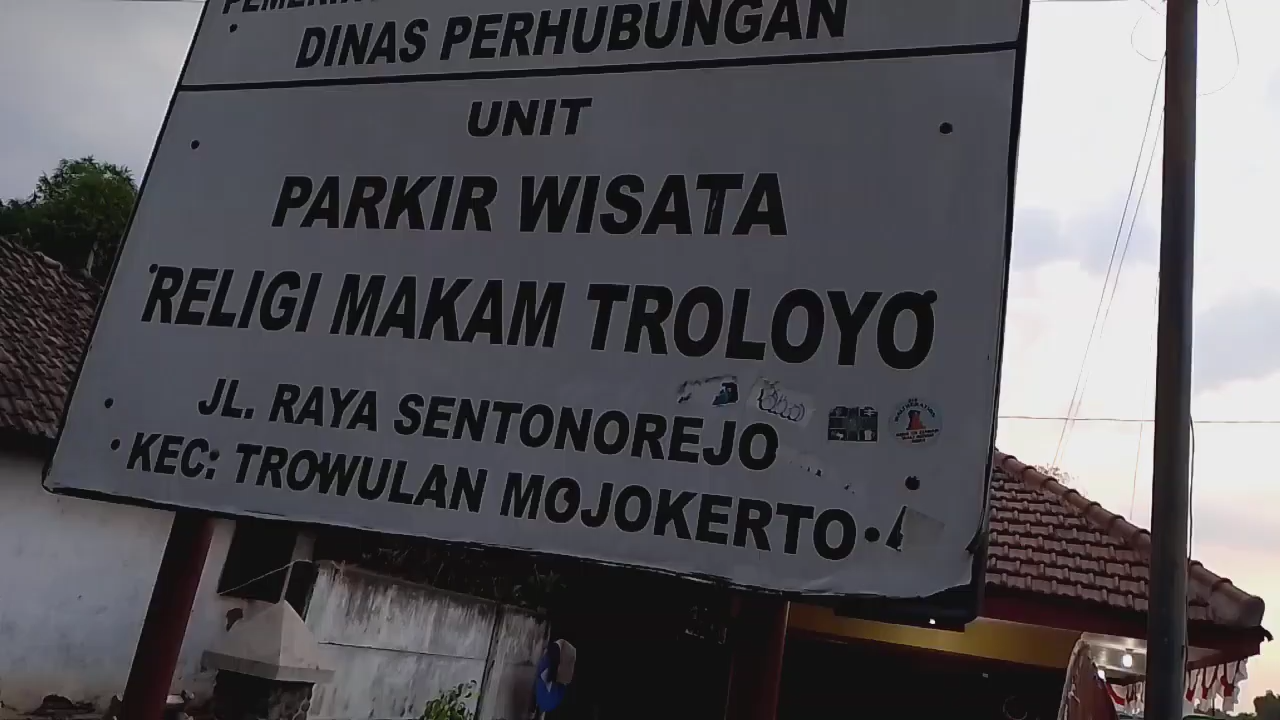 DINAS PERHUBUNGAN
UNIT
PARKIR WISATA
RELIGI MAKAM TROLOYO
JL. RAYA SENTONOREJO
KEC: TROWULAN MOJOKERTO